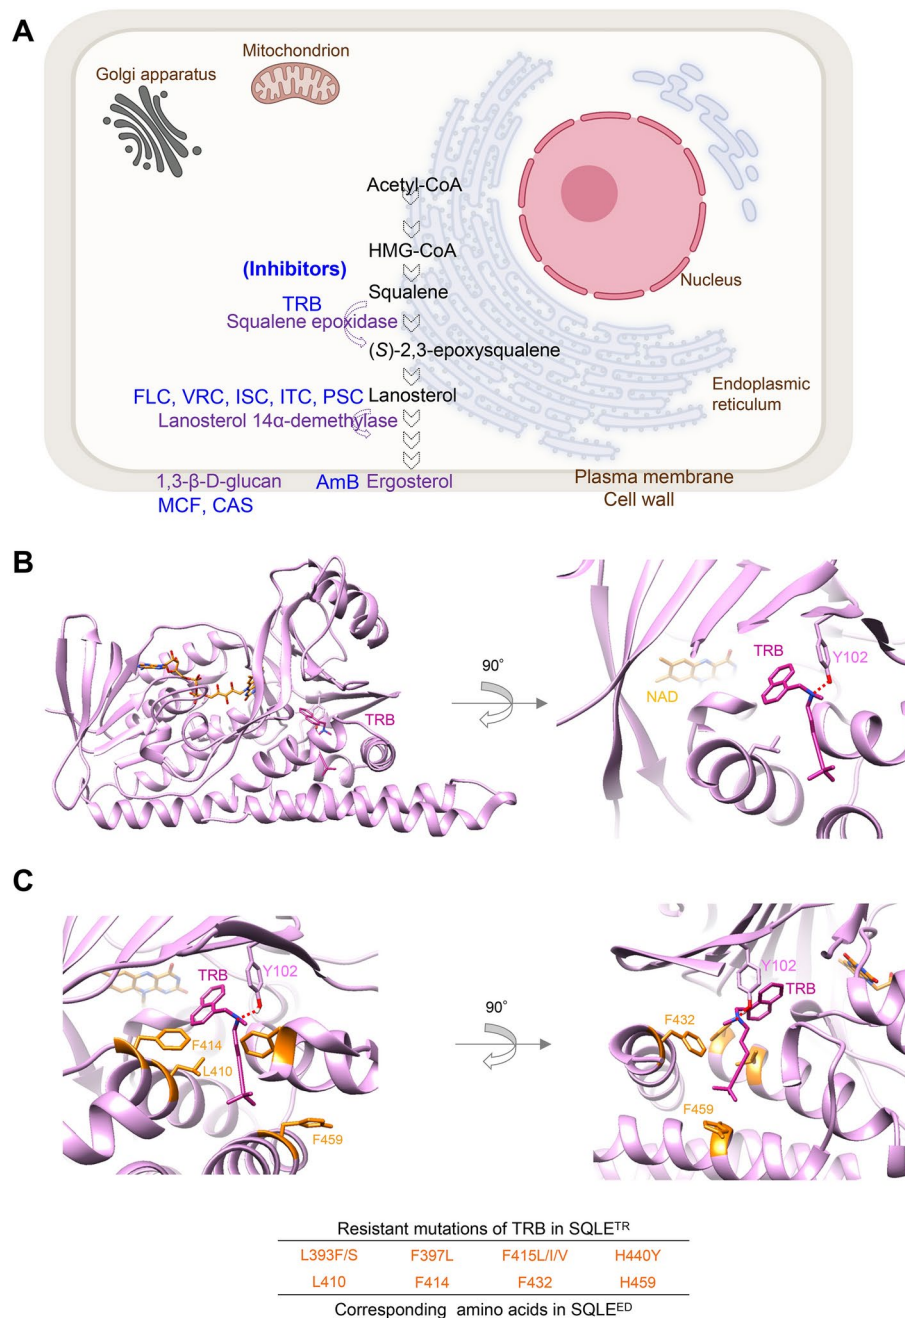 A
Mitochondrion
Golgi apparatus
Acetyl-CoA
HMG-CoA
(Inhibitors)
Nucleus
Squalene
TRB
Squalene epoxidase
(S)-2,3-epoxysqualene
Endoplasmic
reticulum
FLC, VRC, ISC, ITC, PSC Lanosterol
Lanosterol 14α-demethylase
1,3-β-D-glucan AmB Ergosterol
Plasma membrane
MCF, CAS
Cell wall
B
90°
TRB
Y102
NAD
TRB
C
TRB
Y102
F414
L410
F459
90°
Y102
TRB
F432
F459
Resistant mutations of TRB in SQLE^TR
L393F/S F397L F415L/I/V H440Y
L410 F414 F432 H459
Corresponding amino acids in SQLE^ED